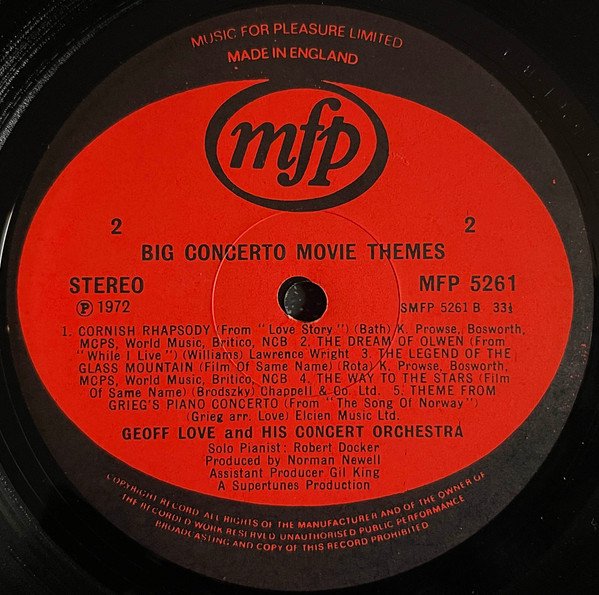 MUSIC FOR PLEASURE LIMITED
MADE IN ENGLAND
mfp
2 2
BIG CONCERTO MOVIE THEMES
STEREO MFP 5261
Ⓟ 1972 SMFP 5261 B 33⅓
1. CORNISH RHAPSODY (From "Love Story") (Bath) K. Prowse, Bosworth,
MCPS, World Music, Britico, NCB 2. THE DREAM OF OLWEN (From
"While I Live") (Williams) Lawrence Wright 3. THE LEGEND OF THE
GLASS MOUNTAIN (Film Of Same Name) (Rota) K. Prowse, Bosworth,
MCPS, World Music, Britico, NCB 4. THE WAY TO THE STARS (Film
Of Same Name) (Brodszky) Chappell & Co. Ltd. 5. THEME FROM
GRIEG'S PIANO CONCERTO (From "The Song Of Norway")
(Grieg arr: Love) Elcien Music Ltd.
GEOFF LOVE and HIS CONCERT ORCHESTRA
Solo Pianist: Robert Docker
Produced by Norman Newell
Assistant Producer Gil King
A Supertunes Production
COPYRIGHT RECORD. ALL RIGHTS OF THE MANUFACTURER AND OF THE OWNER OF
THE RECORDED WORK RESERVED UNAUTHORISED PUBLIC PERFORMANCE
BROADCASTING AND COPY OF THIS RECORD PROHIBITED